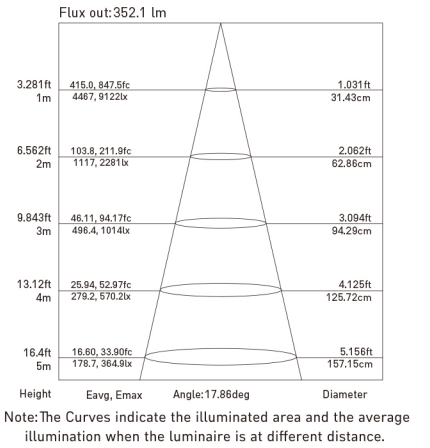 Flux out:352.1 lm
3.281ft 415.0, 847.5fc 1.031ft
1m 4467, 9122lx 31.43cm
6.562ft 103.8, 211.9fc 2.062ft
2m 1117, 2281lx 62.86cm
9.843ft 46.11, 94.17fc 3.094ft
3m 496.4, 1014lx 94.29cm
13.12ft 25.94, 52.97fc 4.125ft
4m 279.2, 570.2lx 125.72cm
16.4ft 16.60, 33.90fc 5.156ft
5m 178.7, 364.9lx 157.15cm
Height Eavg, Emax Angle:17.86deg Diameter
Note:The Curves indicate the illuminated area and the average
illumination when the luminaire is at different distance.